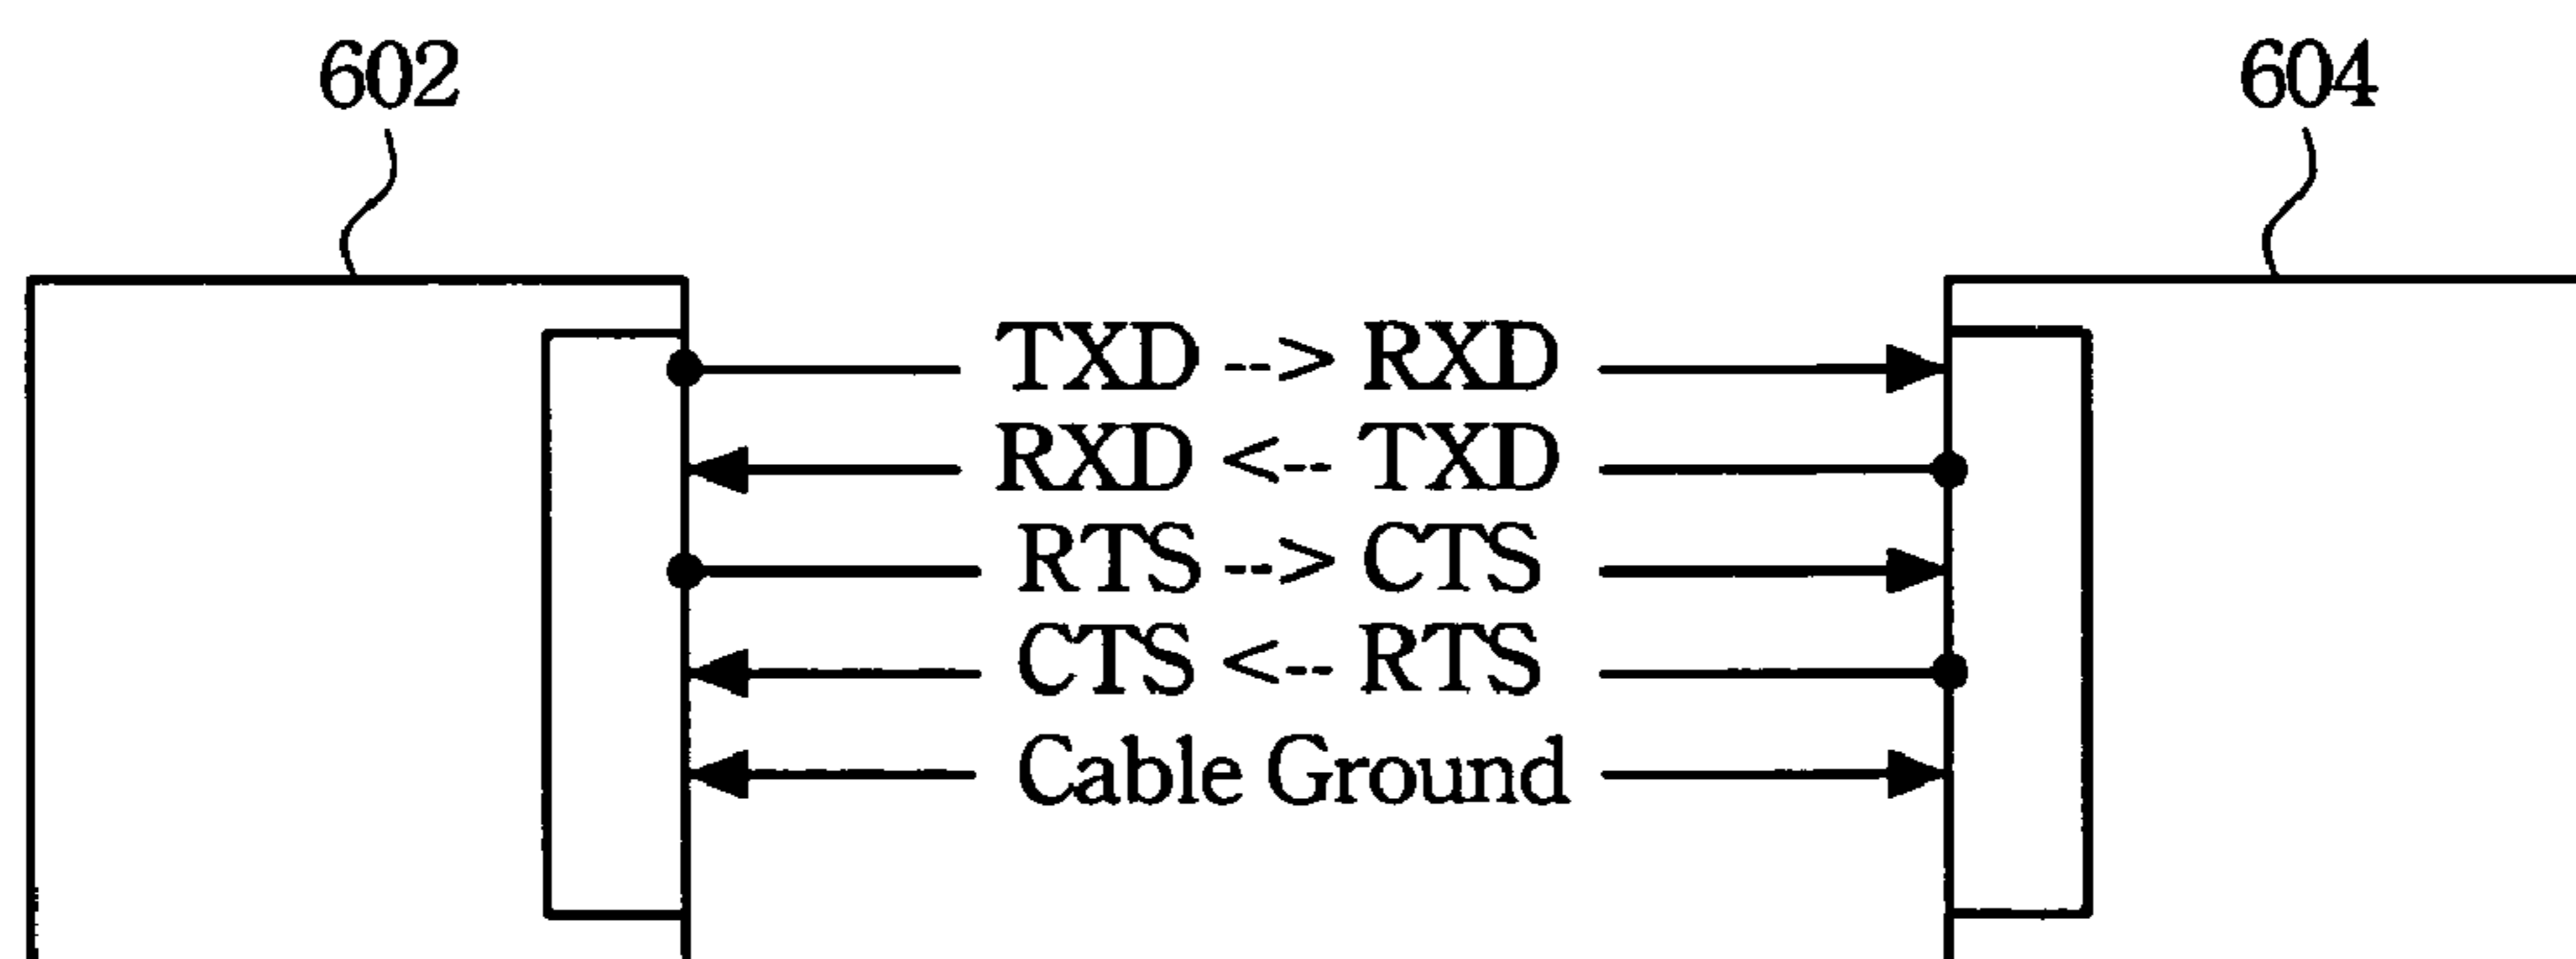 602 604
TXD --> RXD
RXD <-- TXD
RTS --> CTS
CTS <-- RTS
Cable Ground